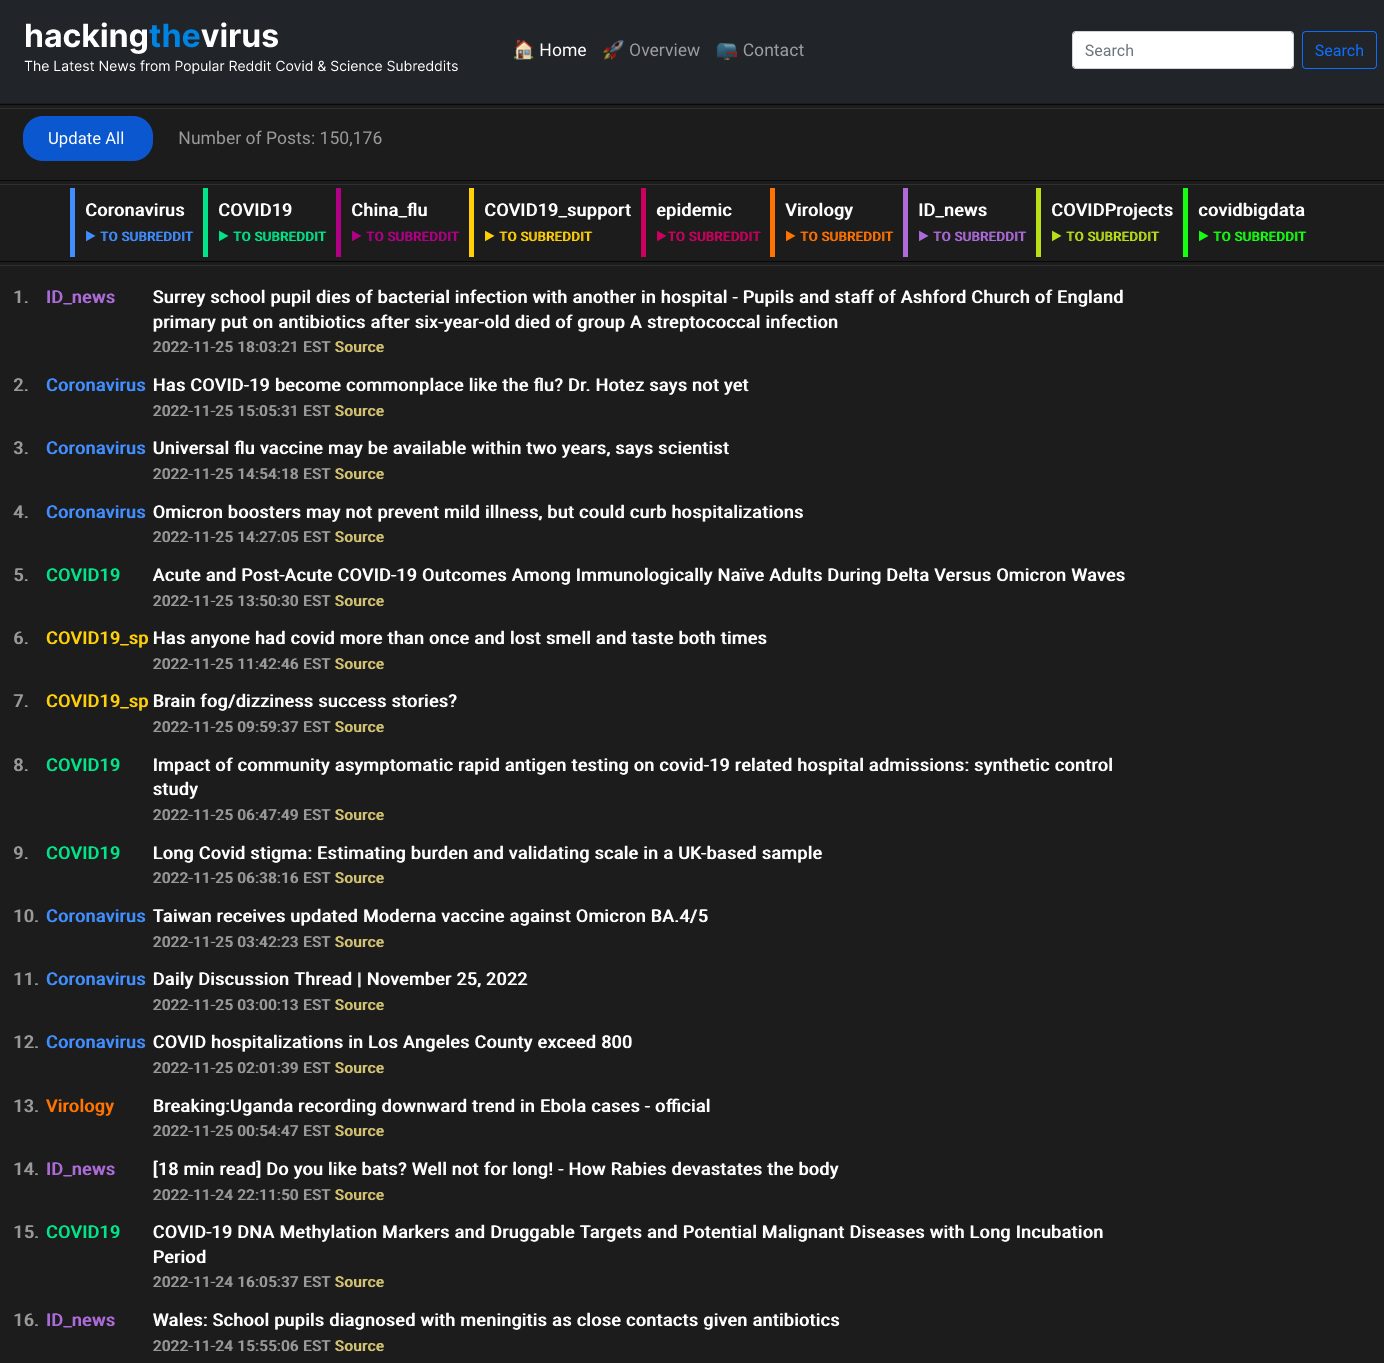 hackingthevirus
The Latest News from Popular Reddit Covid & Science Subreddits
Home Overview Contact
Search Search
Update All Number of Posts: 150,176
Coronavirus COVID19 China_flu COVID19_support epidemic Virology ID_news COVIDProjects covidbigdata
TO SUBREDDIT TO SUBREDDIT TO SUBREDDIT TO SUBREDDIT TO SUBREDDIT TO SUBREDDIT TO SUBREDDIT TO SUBREDDIT TO SUBREDDIT
1. ID_news Surrey school pupil dies of bacterial infection with another in hospital - Pupils and staff of Ashford Church of England
primary put on antibiotics after six-year-old died of group A streptococcal infection
2022-11-25 18:03:21 EST Source
2. Coronavirus Has COVID-19 become commonplace like the flu? Dr. Hotez says not yet
2022-11-25 15:05:31 EST Source
3. Coronavirus Universal flu vaccine may be available within two years, says scientist
2022-11-25 14:54:18 EST Source
4. Coronavirus Omicron boosters may not prevent mild illness, but could curb hospitalizations
2022-11-25 14:27:05 EST Source
5. COVID19 Acute and Post-Acute COVID-19 Outcomes Among Immunologically Naïve Adults During Delta Versus Omicron Waves
2022-11-25 13:50:30 EST Source
6. COVID19_sp Has anyone had covid more than once and lost smell and taste both times
2022-11-25 11:42:46 EST Source
7. COVID19_sp Brain fog/dizziness success stories?
2022-11-25 09:59:37 EST Source
8. COVID19 Impact of community asymptomatic rapid antigen testing on covid-19 related hospital admissions: synthetic control
study
2022-11-25 06:47:49 EST Source
9. COVID19 Long Covid stigma: Estimating burden and validating scale in a UK-based sample
2022-11-25 06:38:16 EST Source
10. Coronavirus Taiwan receives updated Moderna vaccine against Omicron BA.4/5
2022-11-25 03:42:23 EST Source
11. Coronavirus Daily Discussion Thread | November 25, 2022
2022-11-25 03:00:13 EST Source
12. Coronavirus COVID hospitalizations in Los Angeles County exceed 800
2022-11-25 02:01:39 EST Source
13. Virology Breaking:Uganda recording downward trend in Ebola cases - official
2022-11-25 00:54:47 EST Source
14. ID_news [18 min read] Do you like bats? Well not for long! - How Rabies devastates the body
2022-11-24 22:11:50 EST Source
15. COVID19 COVID-19 DNA Methylation Markers and Druggable Targets and Potential Malignant Diseases with Long Incubation
Period
2022-11-24 16:05:37 EST Source
16. ID_news Wales: School pupils diagnosed with meningitis as close contacts given antibiotics
2022-11-24 15:55:06 EST Source